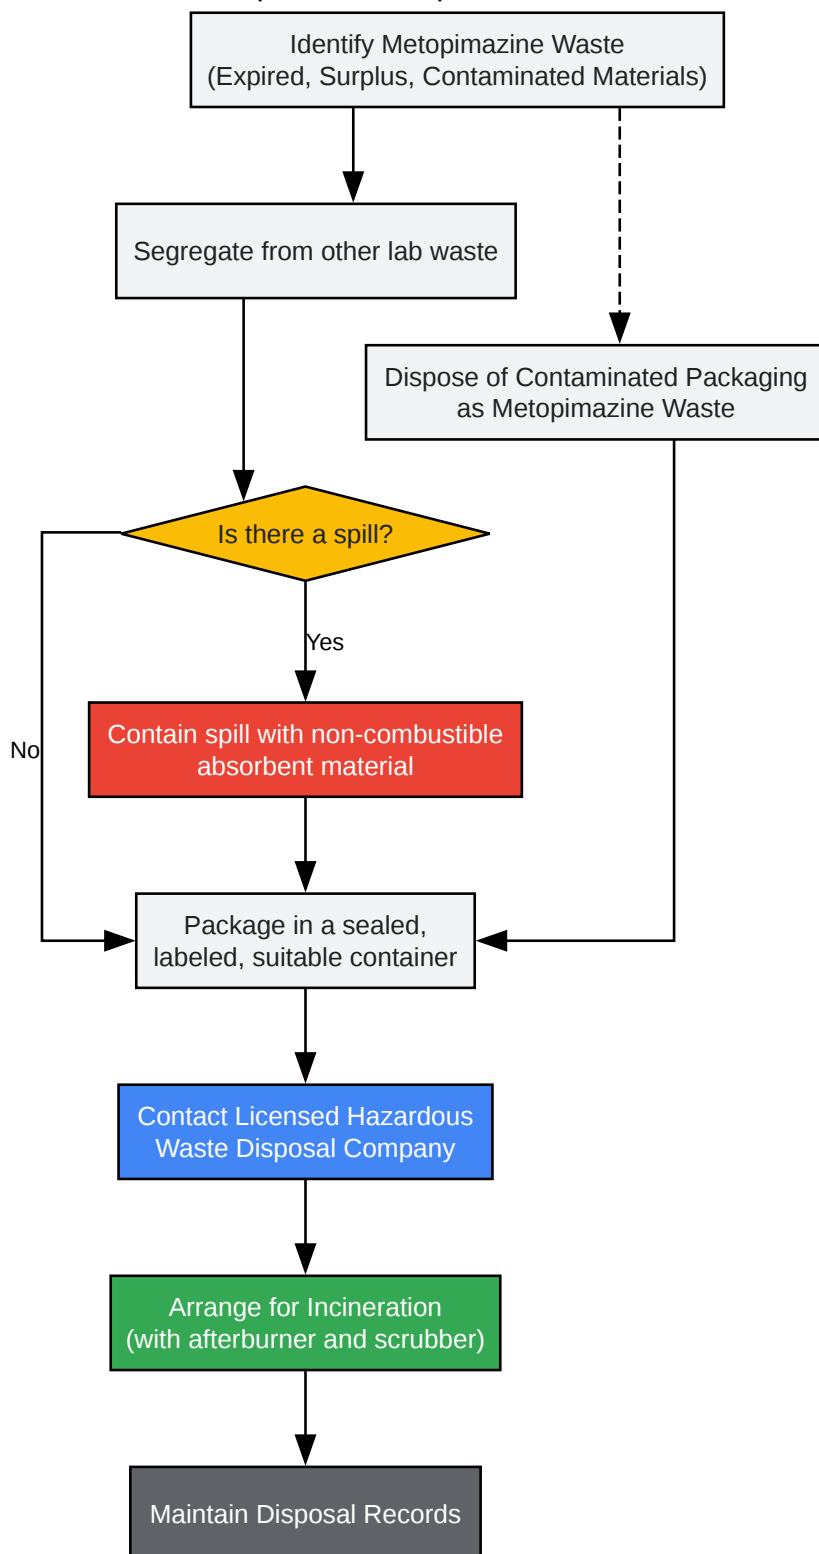 Identify Metopimazine Waste
(Expired, Surplus, Contaminated Materials)
Segregate from other lab waste
Dispose of Contaminated Packaging
as Metopimazine Waste
Is there a spill?
Yes
Contain spill with non-combustible
absorbent material
No
Package in a sealed,
labeled, suitable container
Contact Licensed Hazardous
Waste Disposal Company
Arrange for Incineration
(with afterburner and scrubber)
Maintain Disposal Records